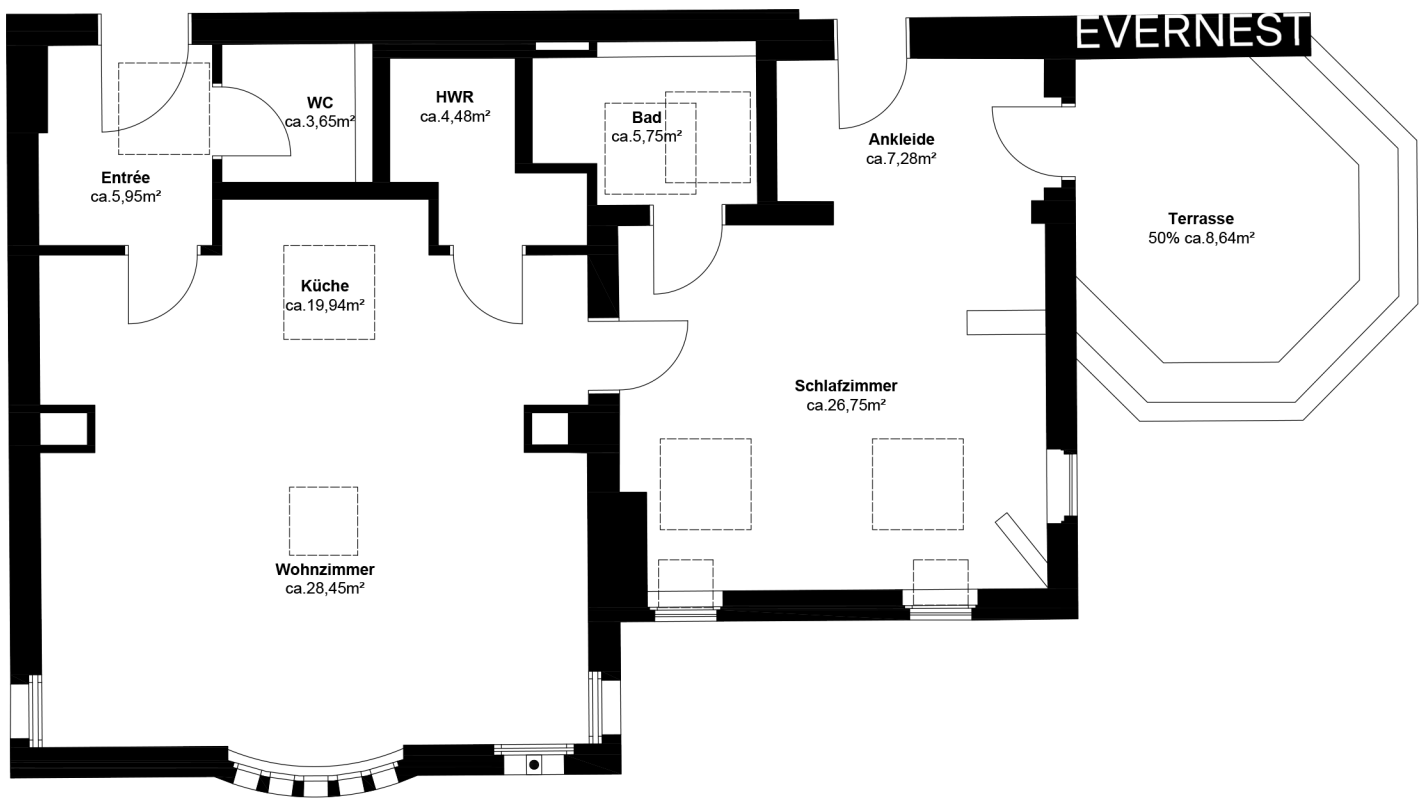 EVERNEST
WC
ca.3,65m²
HWR
ca.4,48m²
Bad
ca.5,75m²
Ankleide
ca.7,28m²
Entrée
ca.5,95m²
Terrasse
50% ca.8,64m²
Küche
ca.19,94m²
Schlafzimmer
ca.26,75m²
Wohnzimmer
ca.28,45m²